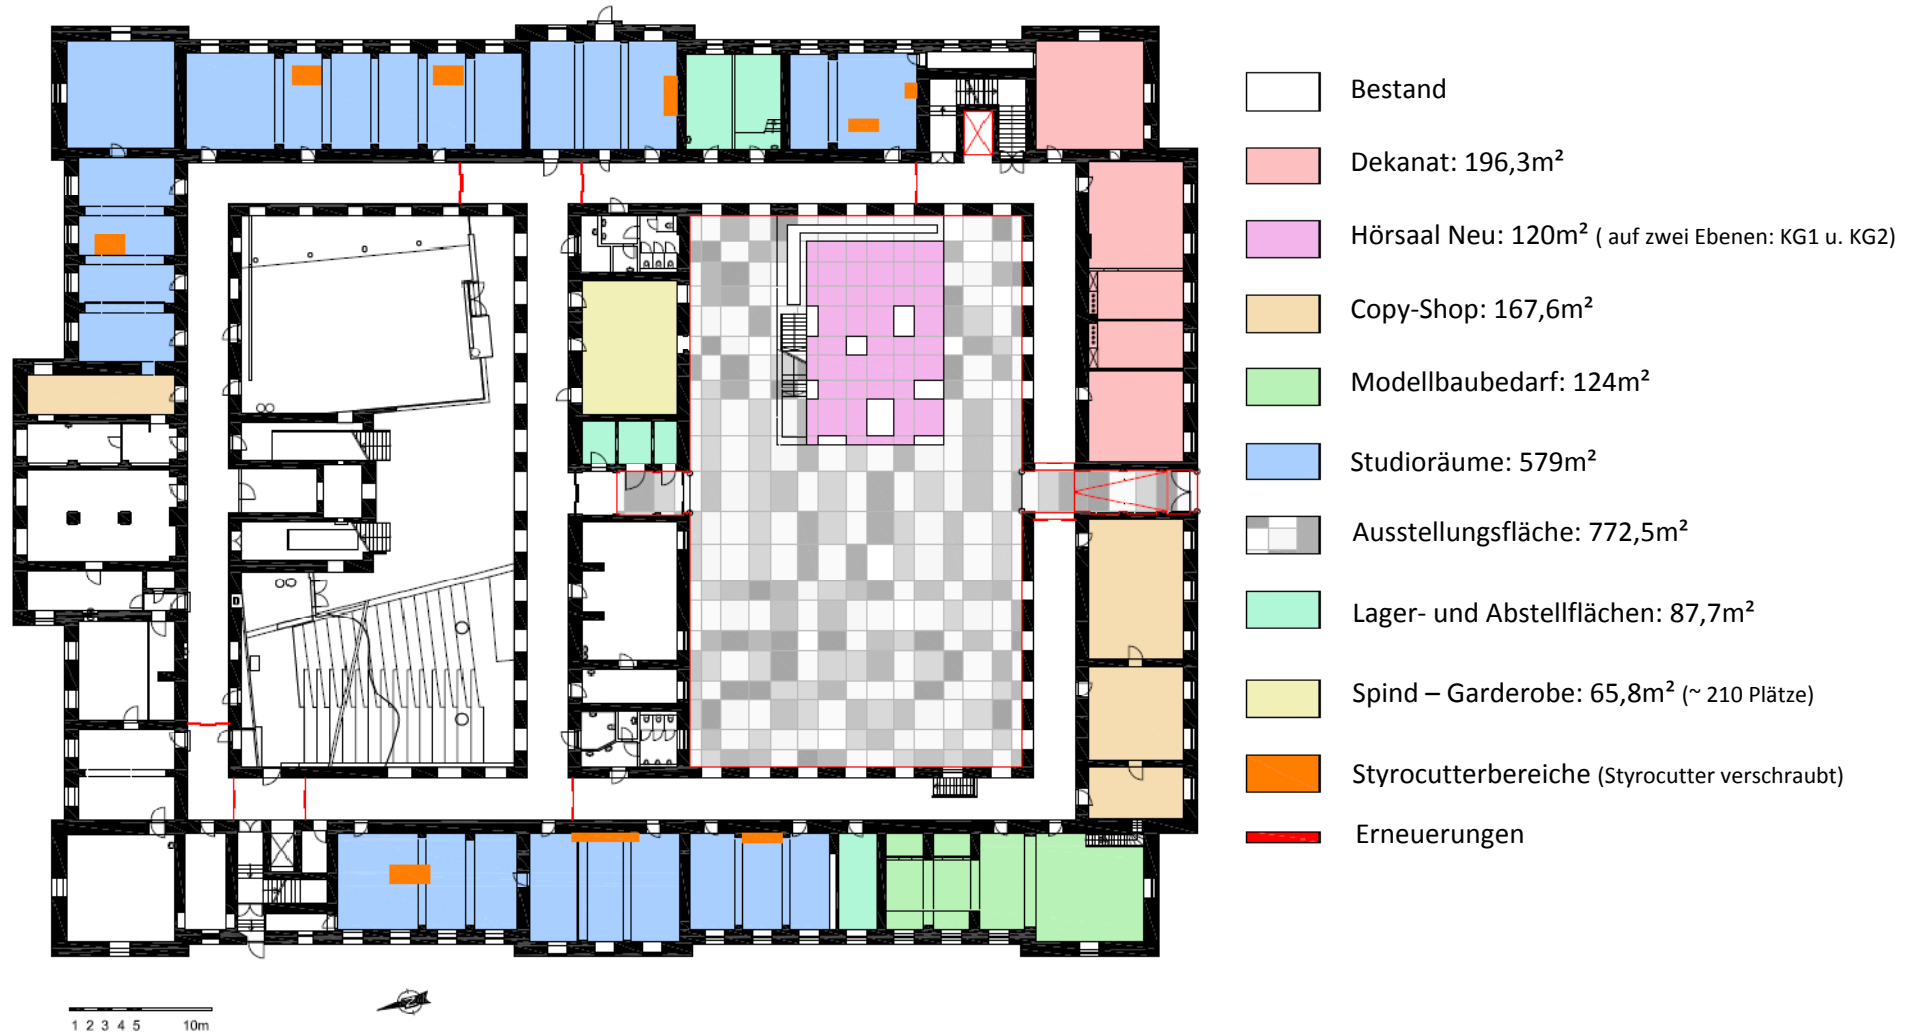 Bestand
Dekanat: 196,3m²
Hörsaal Neu: 120m² ( auf zwei Ebenen: KG1 u. KG2)
Copy-Shop: 167,6m²
Modellbaubedarf: 124m²
Studioräume: 579m²
Ausstellungsfläche: 772,5m²
Lager- und Abstellflächen: 87,7m²
Spind – Garderobe: 65,8m² (~ 210 Plätze)
Styrocutterbereiche (Styrocutter verschraubt)
Erneuerungen
1 2 3 4 5 10m